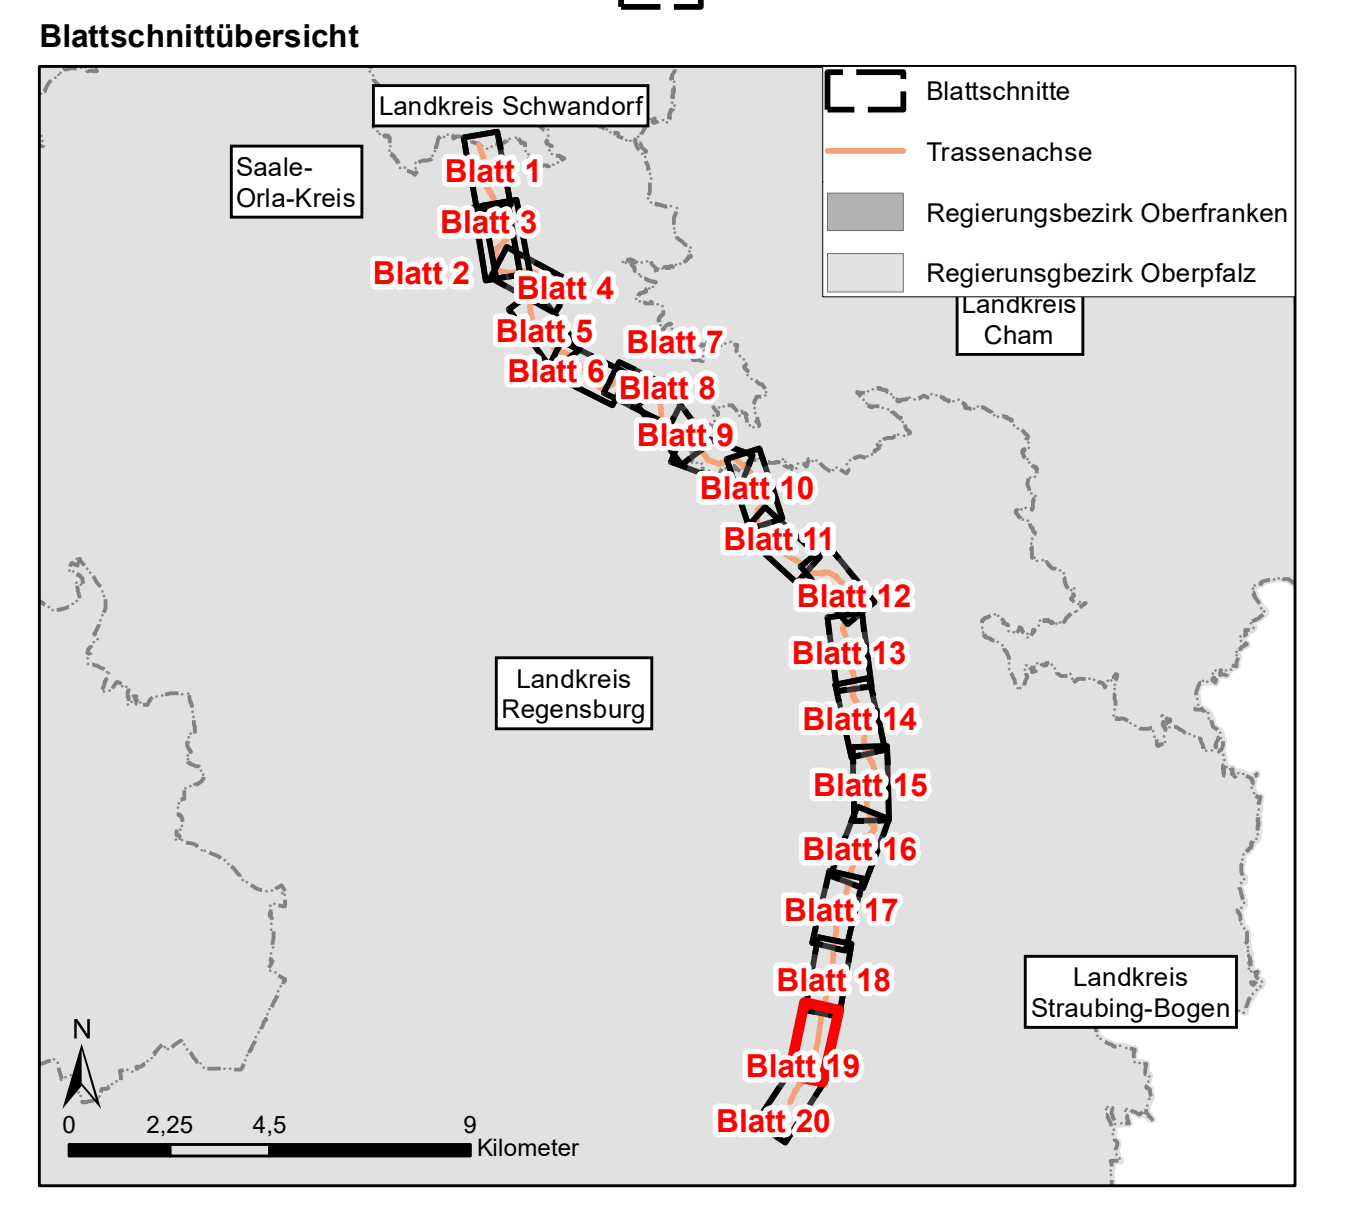 Blattschnittübersicht
Landkreis Schwandorf
Blattschnitte
Trassenachse
Regierungsbezirk Oberfranken
Regierunsgbezirk Oberpfalz
Saale-
Orla-Kreis
Landkreis
Cham
Blatt 1
Blatt 3
Blatt 2
Blatt 4
Blatt 5
Blatt 7
Blatt 6
Blatt 8
Blatt 9
Blatt 10
Blatt 11
Blatt 12
Blatt 13
Landkreis
Regensburg
Blatt 14
Blatt 15
Blatt 16
Blatt 17
Blatt 18
Landkreis
Straubing-Bogen
Blatt 19
Blatt 20
N
0 2,25 4,5 9
Kilometer